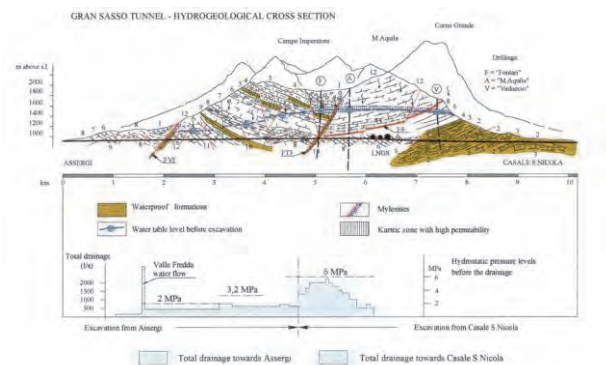 GRAN SASSO TUNNEL - HYDROGEOLOGICAL CROSS SECTION
Corno Grande
M.Aquila
Campo Imperatore
Drillings
F = "Fontari"
A = "M.Aquila"
V = "Vaduccio"
m above s.l.
2000
1800
1600
1400
1200
1000
F
A
V
FVF
FTS
LNGS
ASSERGI
CASALE S.NICOLA
km 0 1 2 3 4 5 6 7 8 9 10
Waterproof formations
Mylonites
Water table level before excavation
Karstic zone with high permeability
Total drainage
(l/s)
Valle Fredda
water flow
2000
1500
1000
500
2 MPa
3,2 MPa
6 MPa
MPa
6
4
2
Hydrostatic pressure levels
before the drainage
Excavation from Assergi
Excavation from Casale S Nicola
Total drainage towards Assergi
Total drainage towards Casale S Nicola